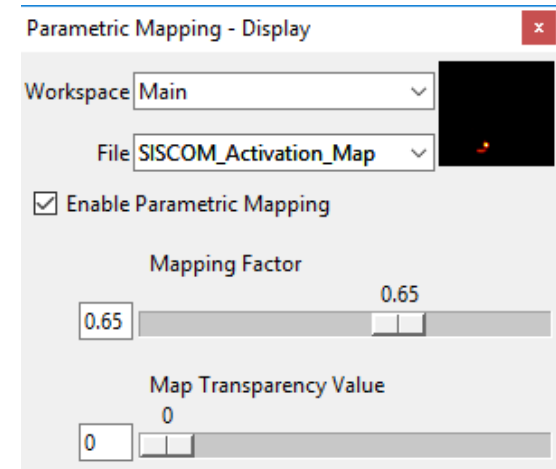 Parametric Mapping - Display x
Workspace Main
File SISCOM_Activation_Map
Enable Parametric Mapping
Mapping Factor
0.65
0.65
Map Transparency Value
0
0